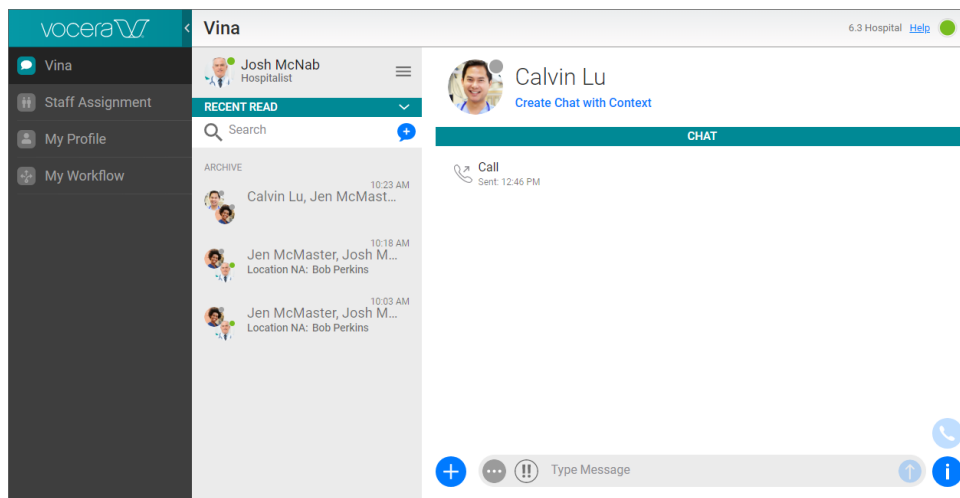 vocera
Vina
6.3 Hospital Help
Vina
Staff Assignment
My Profile
My Workflow
Josh McNab
Hospitalist
RECENT READ
Search
ARCHIVE
10:23 AM
Calvin Lu, Jen McMast...
10:18 AM
Jen McMaster, Josh M...
Location NA: Bob Perkins
10:03 AM
Jen McMaster, Josh M...
Location NA: Bob Perkins
Calvin Lu
Create Chat with Context
CHAT
Call
Sent: 12:46 PM
Type Message